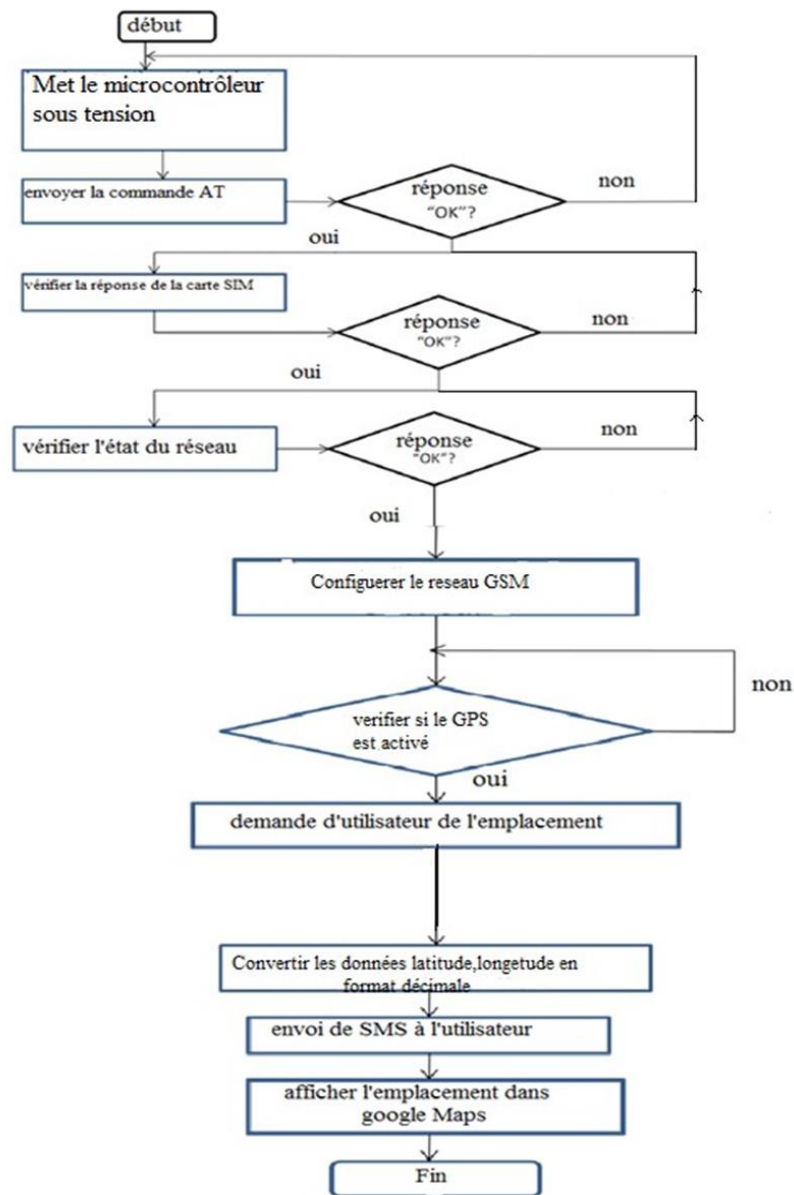 début
Met le microcontrôleur
sous tension
envoyer la commande AT
réponse
"OK"?
non
oui
vérifier la réponse de la carte SIM
réponse
"OK"?
non
oui
vérifier l'état du réseau
réponse
"OK"?
non
oui
Configuerer le reseau GSM
verifier si le GPS
est activé
non
oui
demande d'utilisateur de l'emplacement
Convertir les données latitude,longetude en
format décimale
envoi de SMS à l'utilisateur
afficher l'emplacement dans
google Maps
Fin